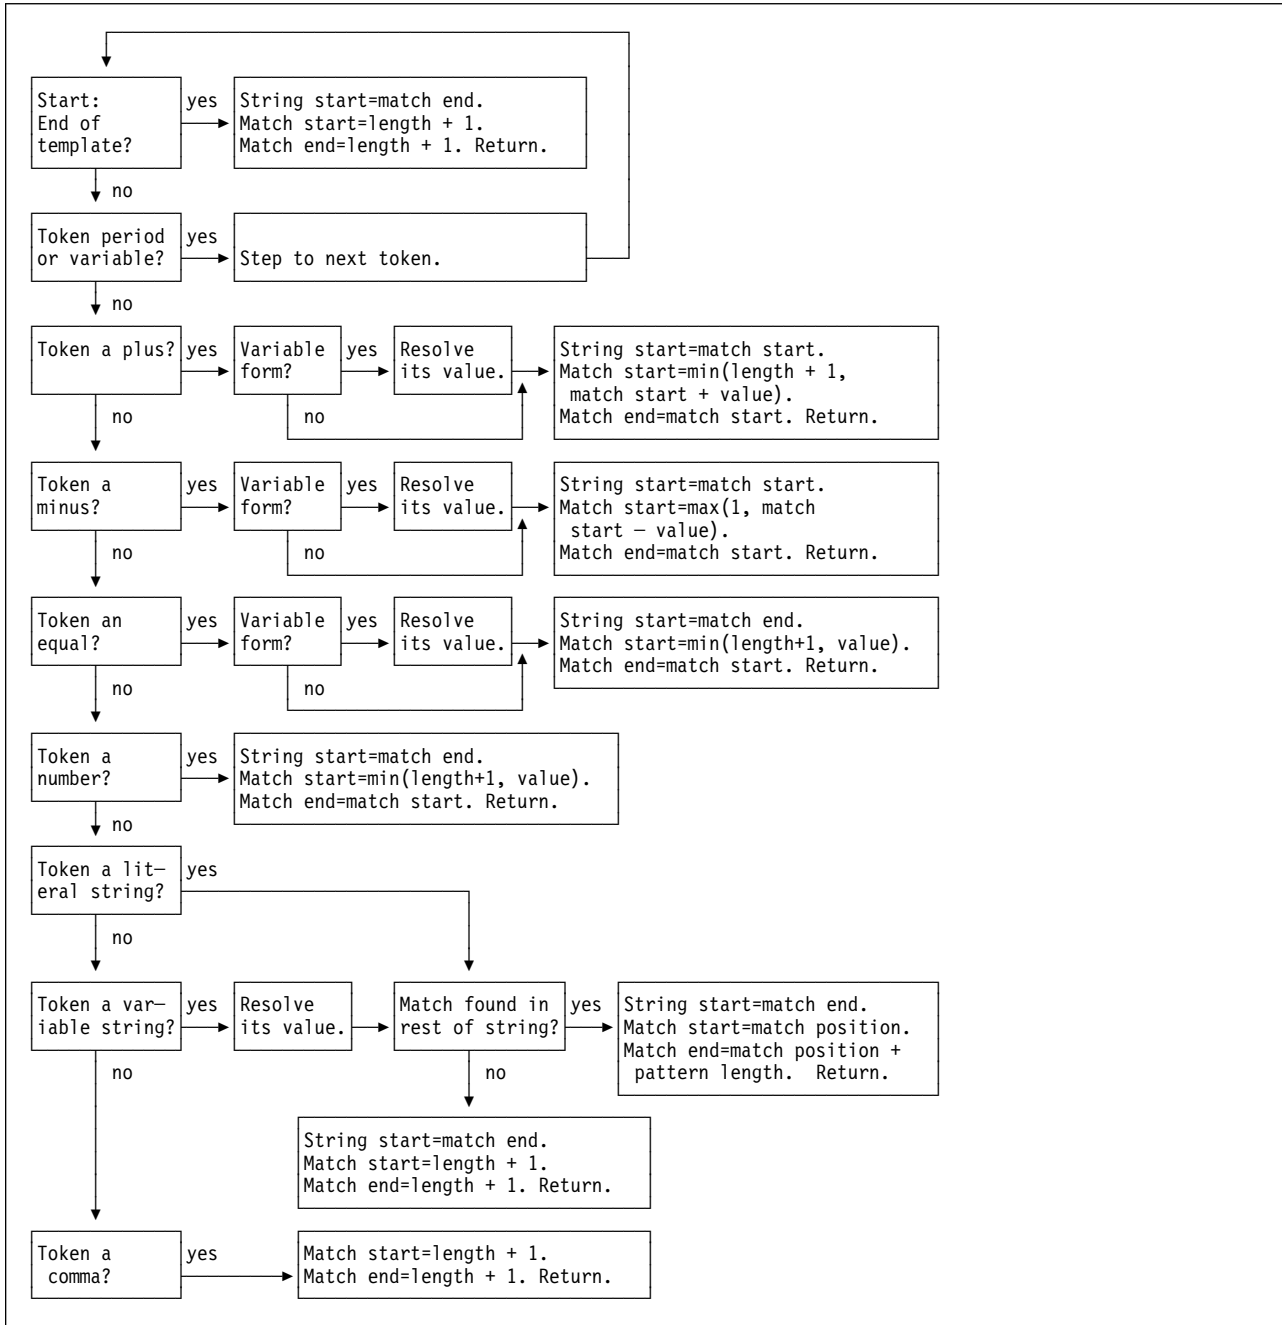 Start:
End of
template?
yes
String start=match end.
Match start=length + 1.
Match end=length + 1. Return.
no
Token period
or variable?
yes
Step to next token.
no
Token a plus?
yes
Variable
form?
yes
Resolve
its value.
String start=match start.
Match start=min(length + 1,
match start + value).
Match end=match start. Return.
no
no
Token a
minus?
yes
Variable
form?
yes
Resolve
its value.
String start=match start.
Match start=max(1, match
start — value).
Match end=match start. Return.
no
no
Token an
equal?
yes
Variable
form?
yes
Resolve
its value.
String start=match end.
Match start=min(length+1, value).
Match end=match start. Return.
no
no
Token a
number?
yes
String start=match end.
Match start=min(length+1, value).
Match end=match start. Return.
no
Token a lit—
eral string?
yes
no
Token a var—
iable string?
yes
Resolve
its value.
Match found in
rest of string?
yes
String start=match end.
Match start=match position.
Match end=match position +
pattern length.  Return.
no
no
String start=match end.
Match start=length + 1.
Match end=length + 1. Return.
Token a
comma?
yes
Match start=length + 1.
Match end=length + 1. Return.